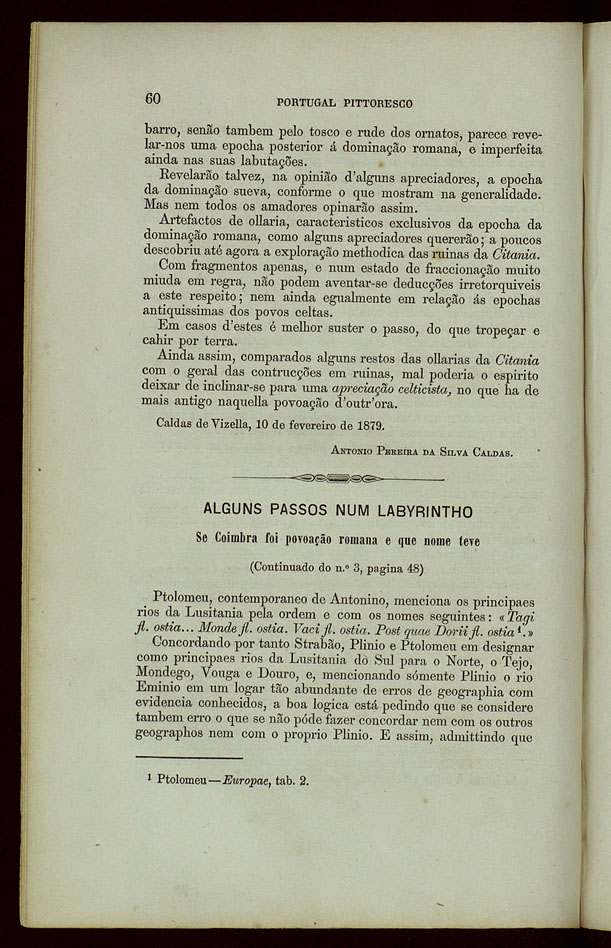 60
PORTUGAL PITTORESCO
barro, senão tambem pelo tosco e rude dos ornatos, parece reve-
lar-nos uma epocha posterior á dominação romana, e imperfeita
ainda nas suas labutações.
Revelarão talvez, na opinião d'alguns apreciadores, a epocha
da dominação sueva, conforme o que mostram na generalidade.
Mas nem todos os amadores opinarão assim.
Artefactos de ollaria, caracteristicos exclusivos da epocha da
dominação romana, como alguns apreciadores quererão; a poucos
descobriu até agora a exploração methodica das ruinas da Citania.
Com fragmentos apenas, e num estado de fraccionação muito
miuda em regra, não podem aventar-se deducções irretorquiveis
a este respeito; nem ainda egualmente em relação ás epochas
antiquissimas dos povos celtas.
Em casos d'estes é melhor suster o passo, do que tropeçar e
cahir por terra.
Ainda assim, comparados alguns restos das ollarias da Citania
com o geral das contrucções em ruinas, mal poderia o espirito
deixar de inclinar-se para uma apreciação celticista, no que ha de
mais antigo naquella povoação d'outr'ora.
Caldas de Vizella, 10 de fevereiro de 1879.
Antonio Pereira da Silva Caldas.
ALGUNS PASSOS NUM LABYRINTHO
Se Coimbra foi povoação romana e que nome teve
(Continuado do n.º 3, pagina 48)
Ptolomeu, contemporaneo de Antonino, menciona os principaes
rios da Lusitania pela ordem e com os nomes seguintes: «Tagi
fl. ostia... Monde fl. ostia. Vaci fl. ostia. Post quae Dorii fl. ostia¹.»
Concordando por tanto Strabão, Plinio e Ptolomeu em designar
como principaes rios da Lusitania do Sul para o Norte, o Tejo,
Mondego, Vouga e Douro, e, mencionando sómente Plinio o rio
Eminio em um logar tão abundante de erros de geographia com
evidencia conhecidos, a boa logica está pedindo que se considere
tambem erro o que se não póde fazer concordar nem com os outros
geographos nem com o proprio Plinio. E assim, admittindo que
¹ Ptolomeu—Europae, tab. 2.